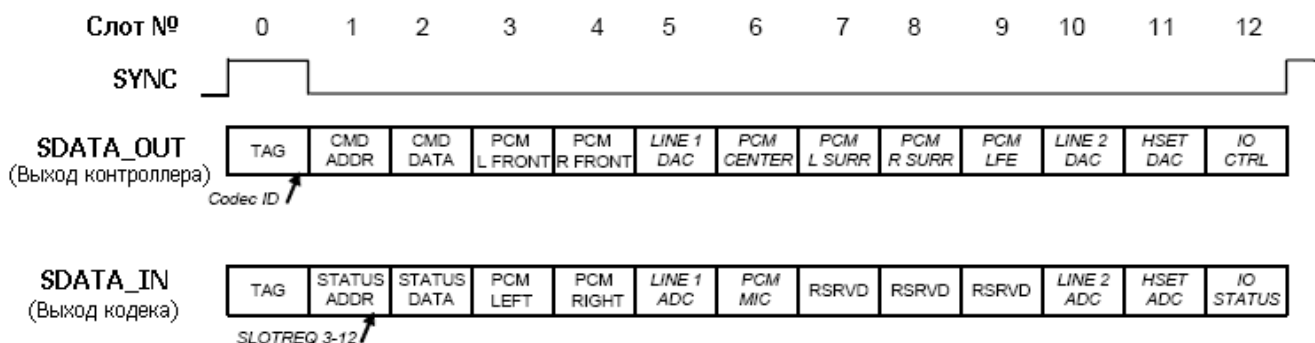 Слот № 0 1 2 3 4 5 6 7 8 9 10 11 12
SYNC
SDATA_OUT
(Выход контроллера)
TAG
CMD
ADDR
CMD
DATA
PCM
L FRONT
PCM
R FRONT
LINE 1
DAC
PCM
CENTER
PCM
L SURR
PCM
R SURR
PCM
LFE
LINE 2
DAC
HSET
DAC
IO
CTRL
Codec ID
SDATA_IN
(Выход кодека)
TAG
STATUS
ADDR
STATUS
DATA
PCM
LEFT
PCM
RIGHT
LINE 1
ADC
PCM
MIC
RSRVD
RSRVD
RSRVD
LINE 2
ADC
HSET
ADC
IO
STATUS
SLOTREQ 3-12